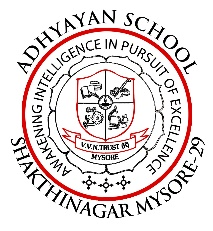 ADHYAYAN SCHOOL
AWAKENING INTELLIGENCE IN PURSUIT OF EXCELLENCE
V.V.N.TRUST (R)
MYSORE
SHAKTHINAGAR MYSORE-29